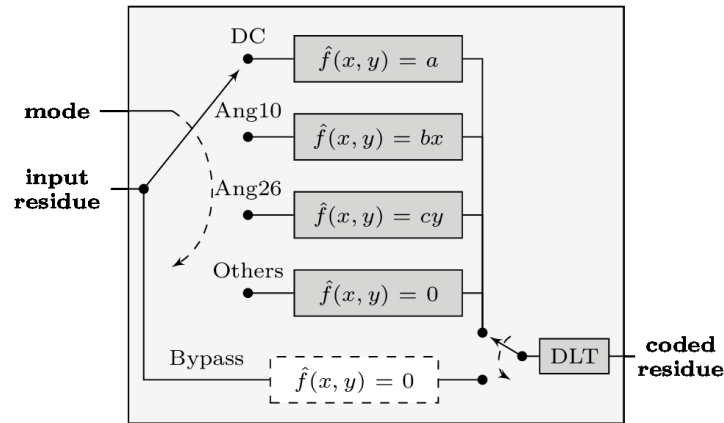 DC
f̂(x, y) = a
mode
Ang10
f̂(x, y) = bx
input
residue
Ang26
f̂(x, y) = cy
Others
f̂(x, y) = 0
Bypass
f̂(x, y) = 0
DLT
coded
residue